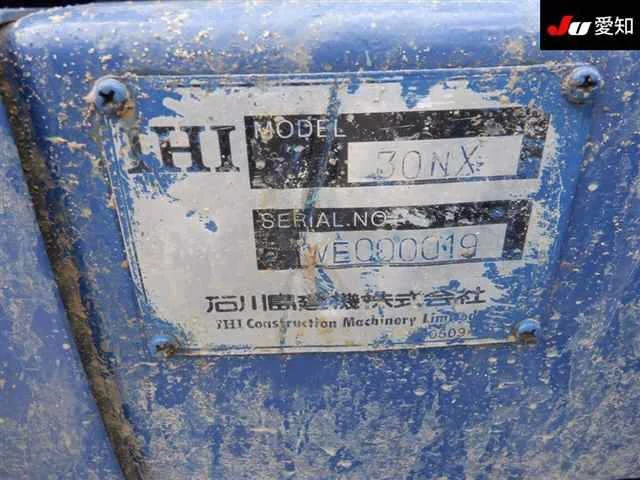 JU 愛知
IHI
MODEL
30NX
SERIAL.NO.
WE000019
石川島建機株式会社
IHI Construction Machinery Limited
0509